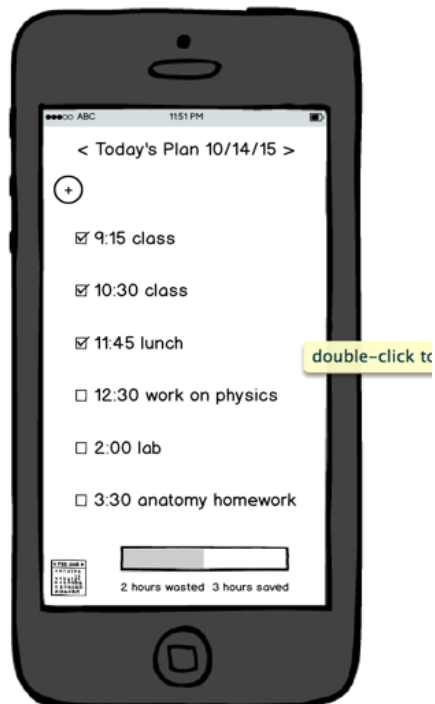 ABC 11:51 PM
< Today's Plan 10/14/15 >
+
9:15 class
10:30 class
11:45 lunch
double-click to
12:30 work on physics
2:00 lab
3:30 anatomy homework
2 hours wasted 3 hours saved